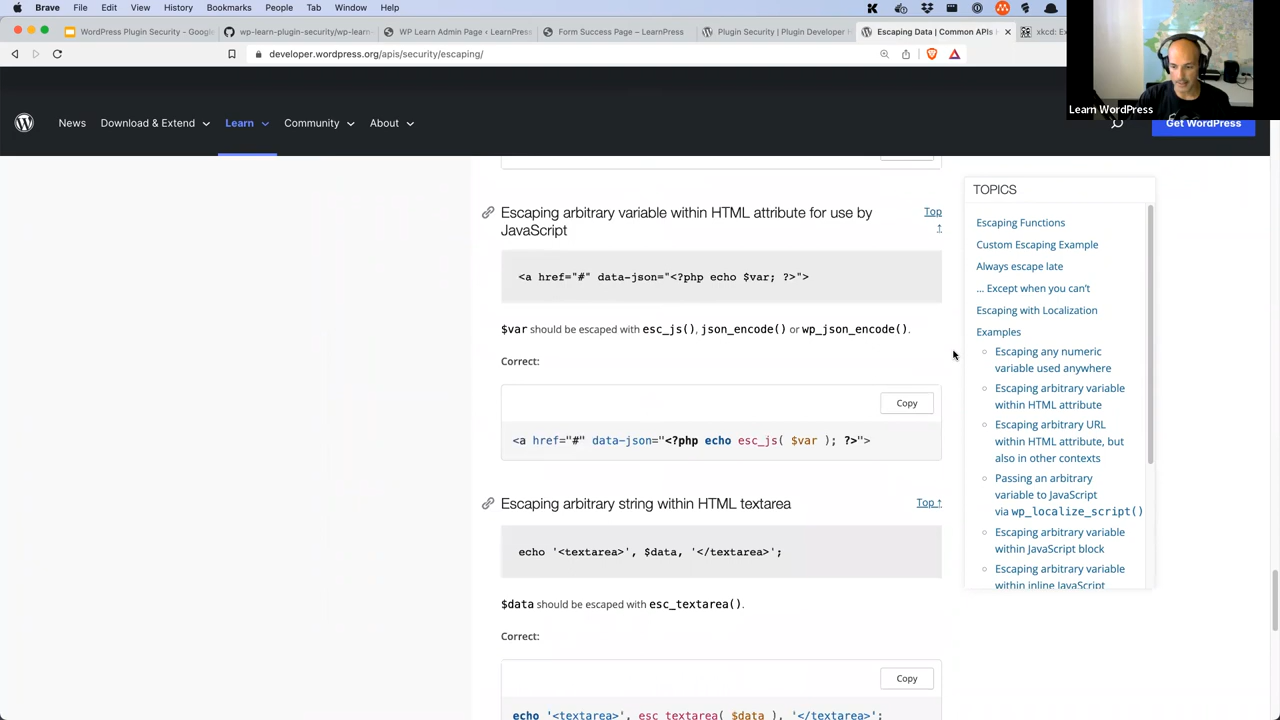 Brave File Edit View History Bookmarks People Tab Window Help
WordPress Plugin Security - Goog
wp-learn-plugin-security/wp-learn
WP Learn Admin Page ‹ LearnPress
Form Success Page – LearnPress
Plugin Security | Plugin Developer
Escaping Data | Common APIs
xkcd: Ex
developer.wordpress.org/apis/security/escaping/
Learn WordPress
News Download & Extend Learn Community About
Get WordPress
Escaping arbitrary variable within HTML attribute for use by
JavaScript
Top
↑
<a href="#" data-json="<?php echo $var; ?>">
$var should be escaped with esc_js(), json_encode() or wp_json_encode().
Correct:
Copy
<a href="#" data-json="<?php echo esc_js( $var ); ?>">
Escaping arbitrary string within HTML textarea
Top ↑
echo '<textarea>', $data, '</textarea>';
$data should be escaped with esc_textarea().
Correct:
Copy
echo '<textarea>', esc_textarea( $data ), '</textarea>';
TOPICS
Escaping Functions
Custom Escaping Example
Always escape late
… Except when you can’t
Escaping with Localization
Examples
Escaping any numeric
variable used anywhere
Escaping arbitrary variable
within HTML attribute
Escaping arbitrary URL
within HTML attribute, but
also in other contexts
Passing an arbitrary
variable to JavaScript
via wp_localize_script()
Escaping arbitrary variable
within JavaScript block
Escaping arbitrary variable
within inline JavaScript